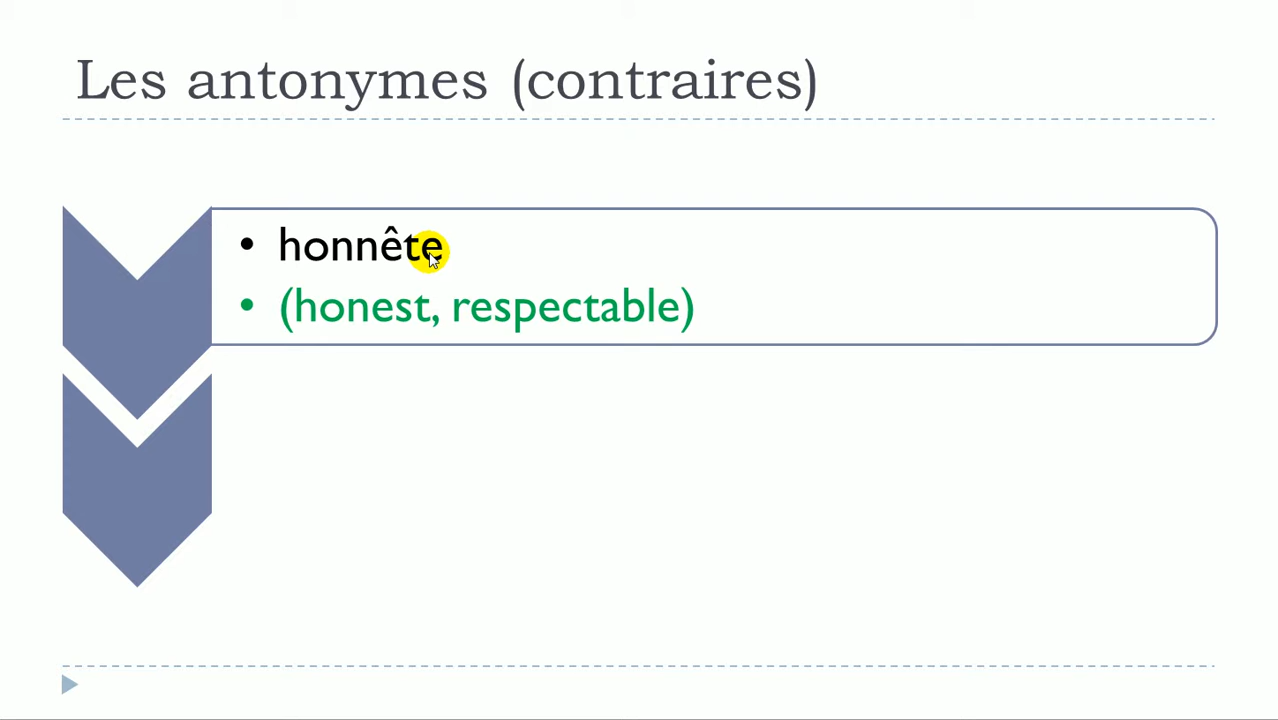 Les antonymes (contraires)
• honnête
• (honest, respectable)